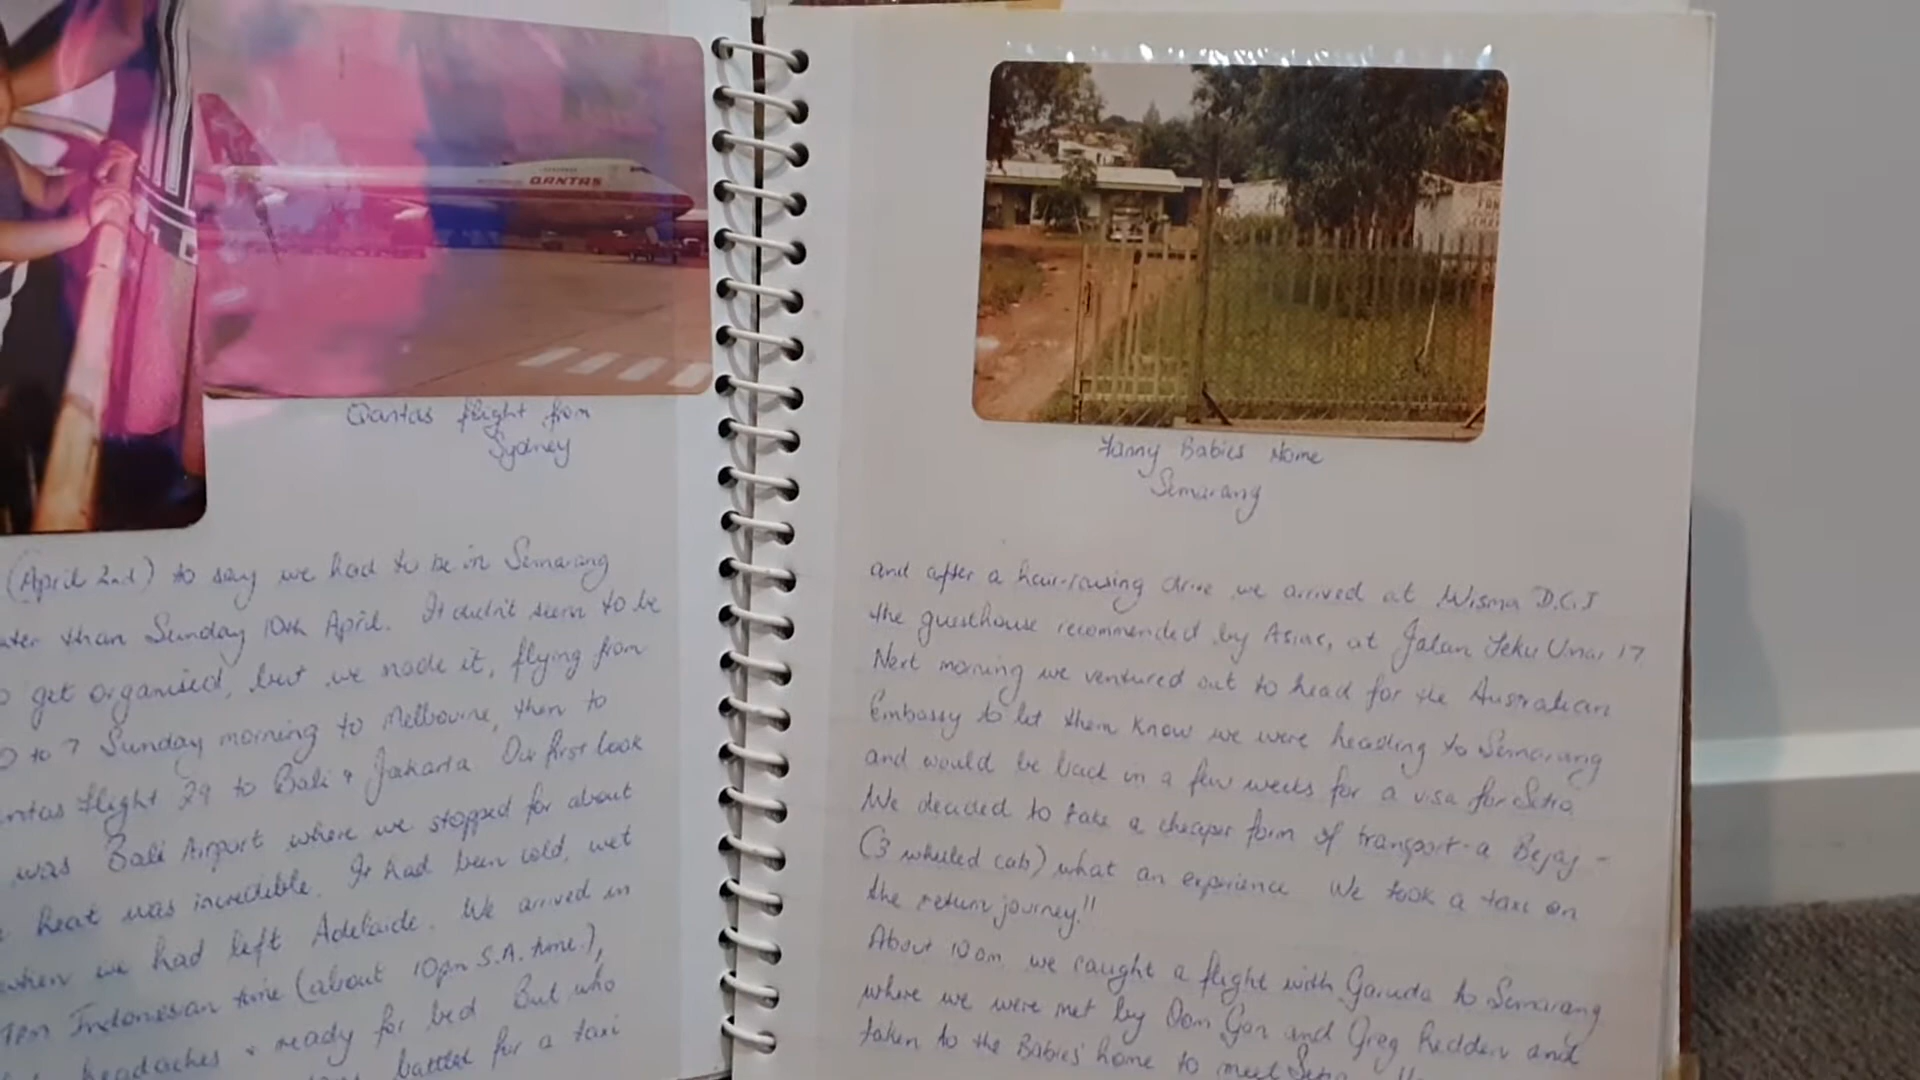 QANTAS
Qantas flight from
Sydney
(April 2nd) to say we had to be in Semarang
than Sunday 10th April. It didn't seem to be
get organised, but we made it, flying from
to 7 Sunday morning to Melbourne, then to
flight 29 to Bali & Jakarta Our first look
was Bali Airport where we stopped for about
heat was incredible. It had been cold, wet
when we had left Adelaide. We arrived in
Indonesian time (about 10pm S.A. time.),
headaches & ready for bed But who
battled for a taxi
Fanny Babies Home
Semarang
and after a hair-raising drive we arrived at Wisma D.G.I
the guesthouse recommended by Asiac, at Jalan 17
Next morning we ventured out to head for the Australian
Embassy to let them know we were heading to Semarang
and would be back in a few weeks for a visa for Setia
We decided to take a cheaper form of transport - a Bejaj -
(3 wheeled cab) what an experience We took a taxi on
the return journey!!
About 10am we caught a flight with Garuda to Semarang
where we were met by Oom Gan and Greg Hedden and
taken to the Babies' home to meet Setia